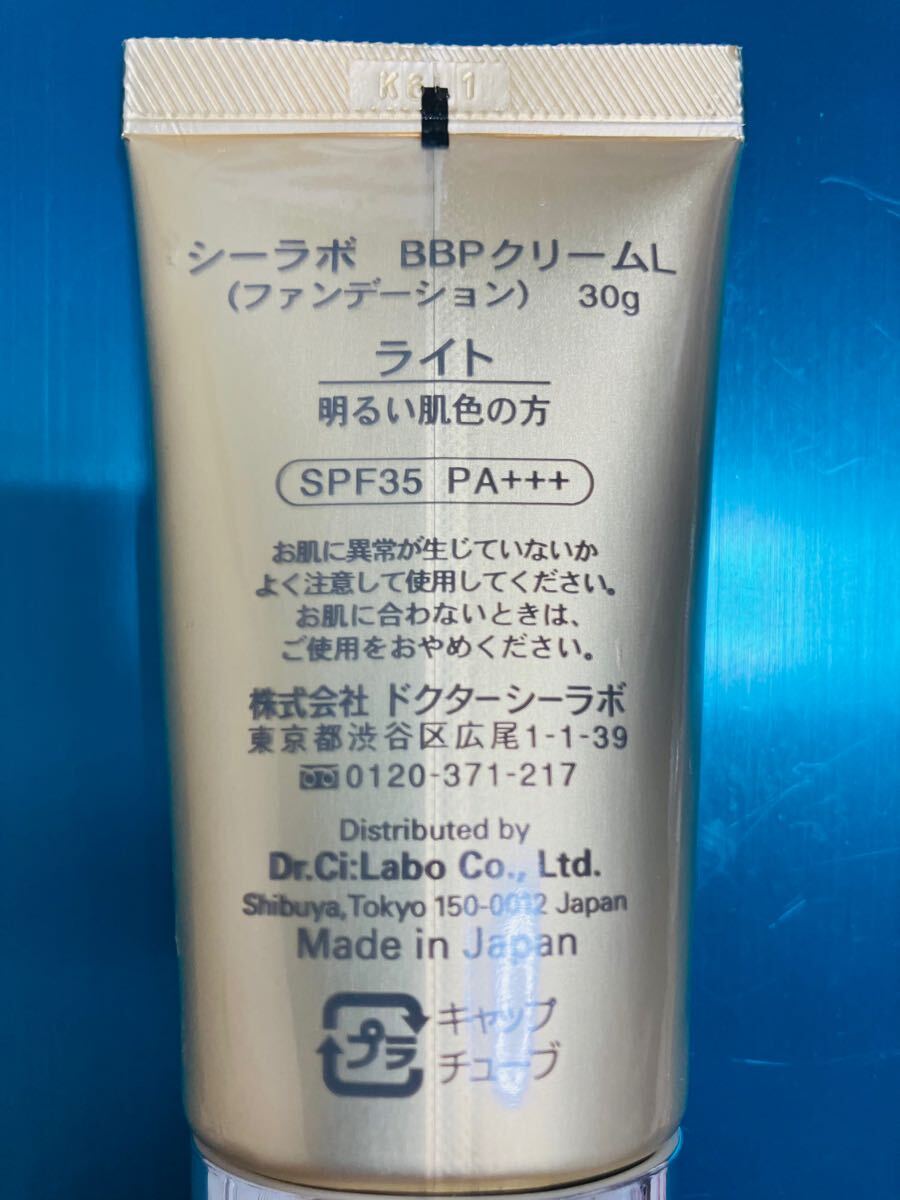 シーラボ BBPクリームL
(ファンデーション) 30g
ライト
明るい肌色の方
SPF35 PA+++
お肌に異常が生じていないか
よく注意して使用してください。
お肌に合わないときは、
ご使用をおやめください。
株式会社 ドクターシーラボ
東京都渋谷区広尾1-1-39
0120-371-217
Distributed by
Dr.Ci:Labo Co., Ltd.
Shibuya,Tokyo 150-0012 Japan
Made in Japan
プラ
キャップ
チューブ